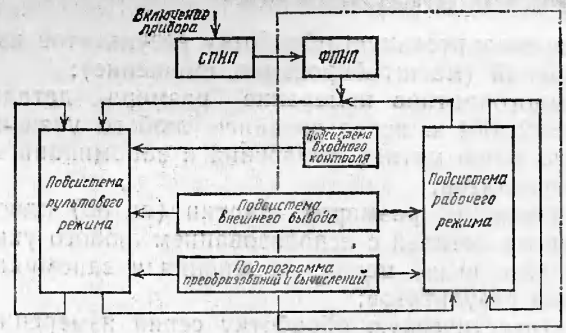 Включение
прибора
СПНП
ФПНП
Подсистема
входного
контроля
Подсистема
пультового
режима
Подсистема
внешнего вывода
Подсистема
рабочего
режима
Подпрограмма
преобразований и вычислений